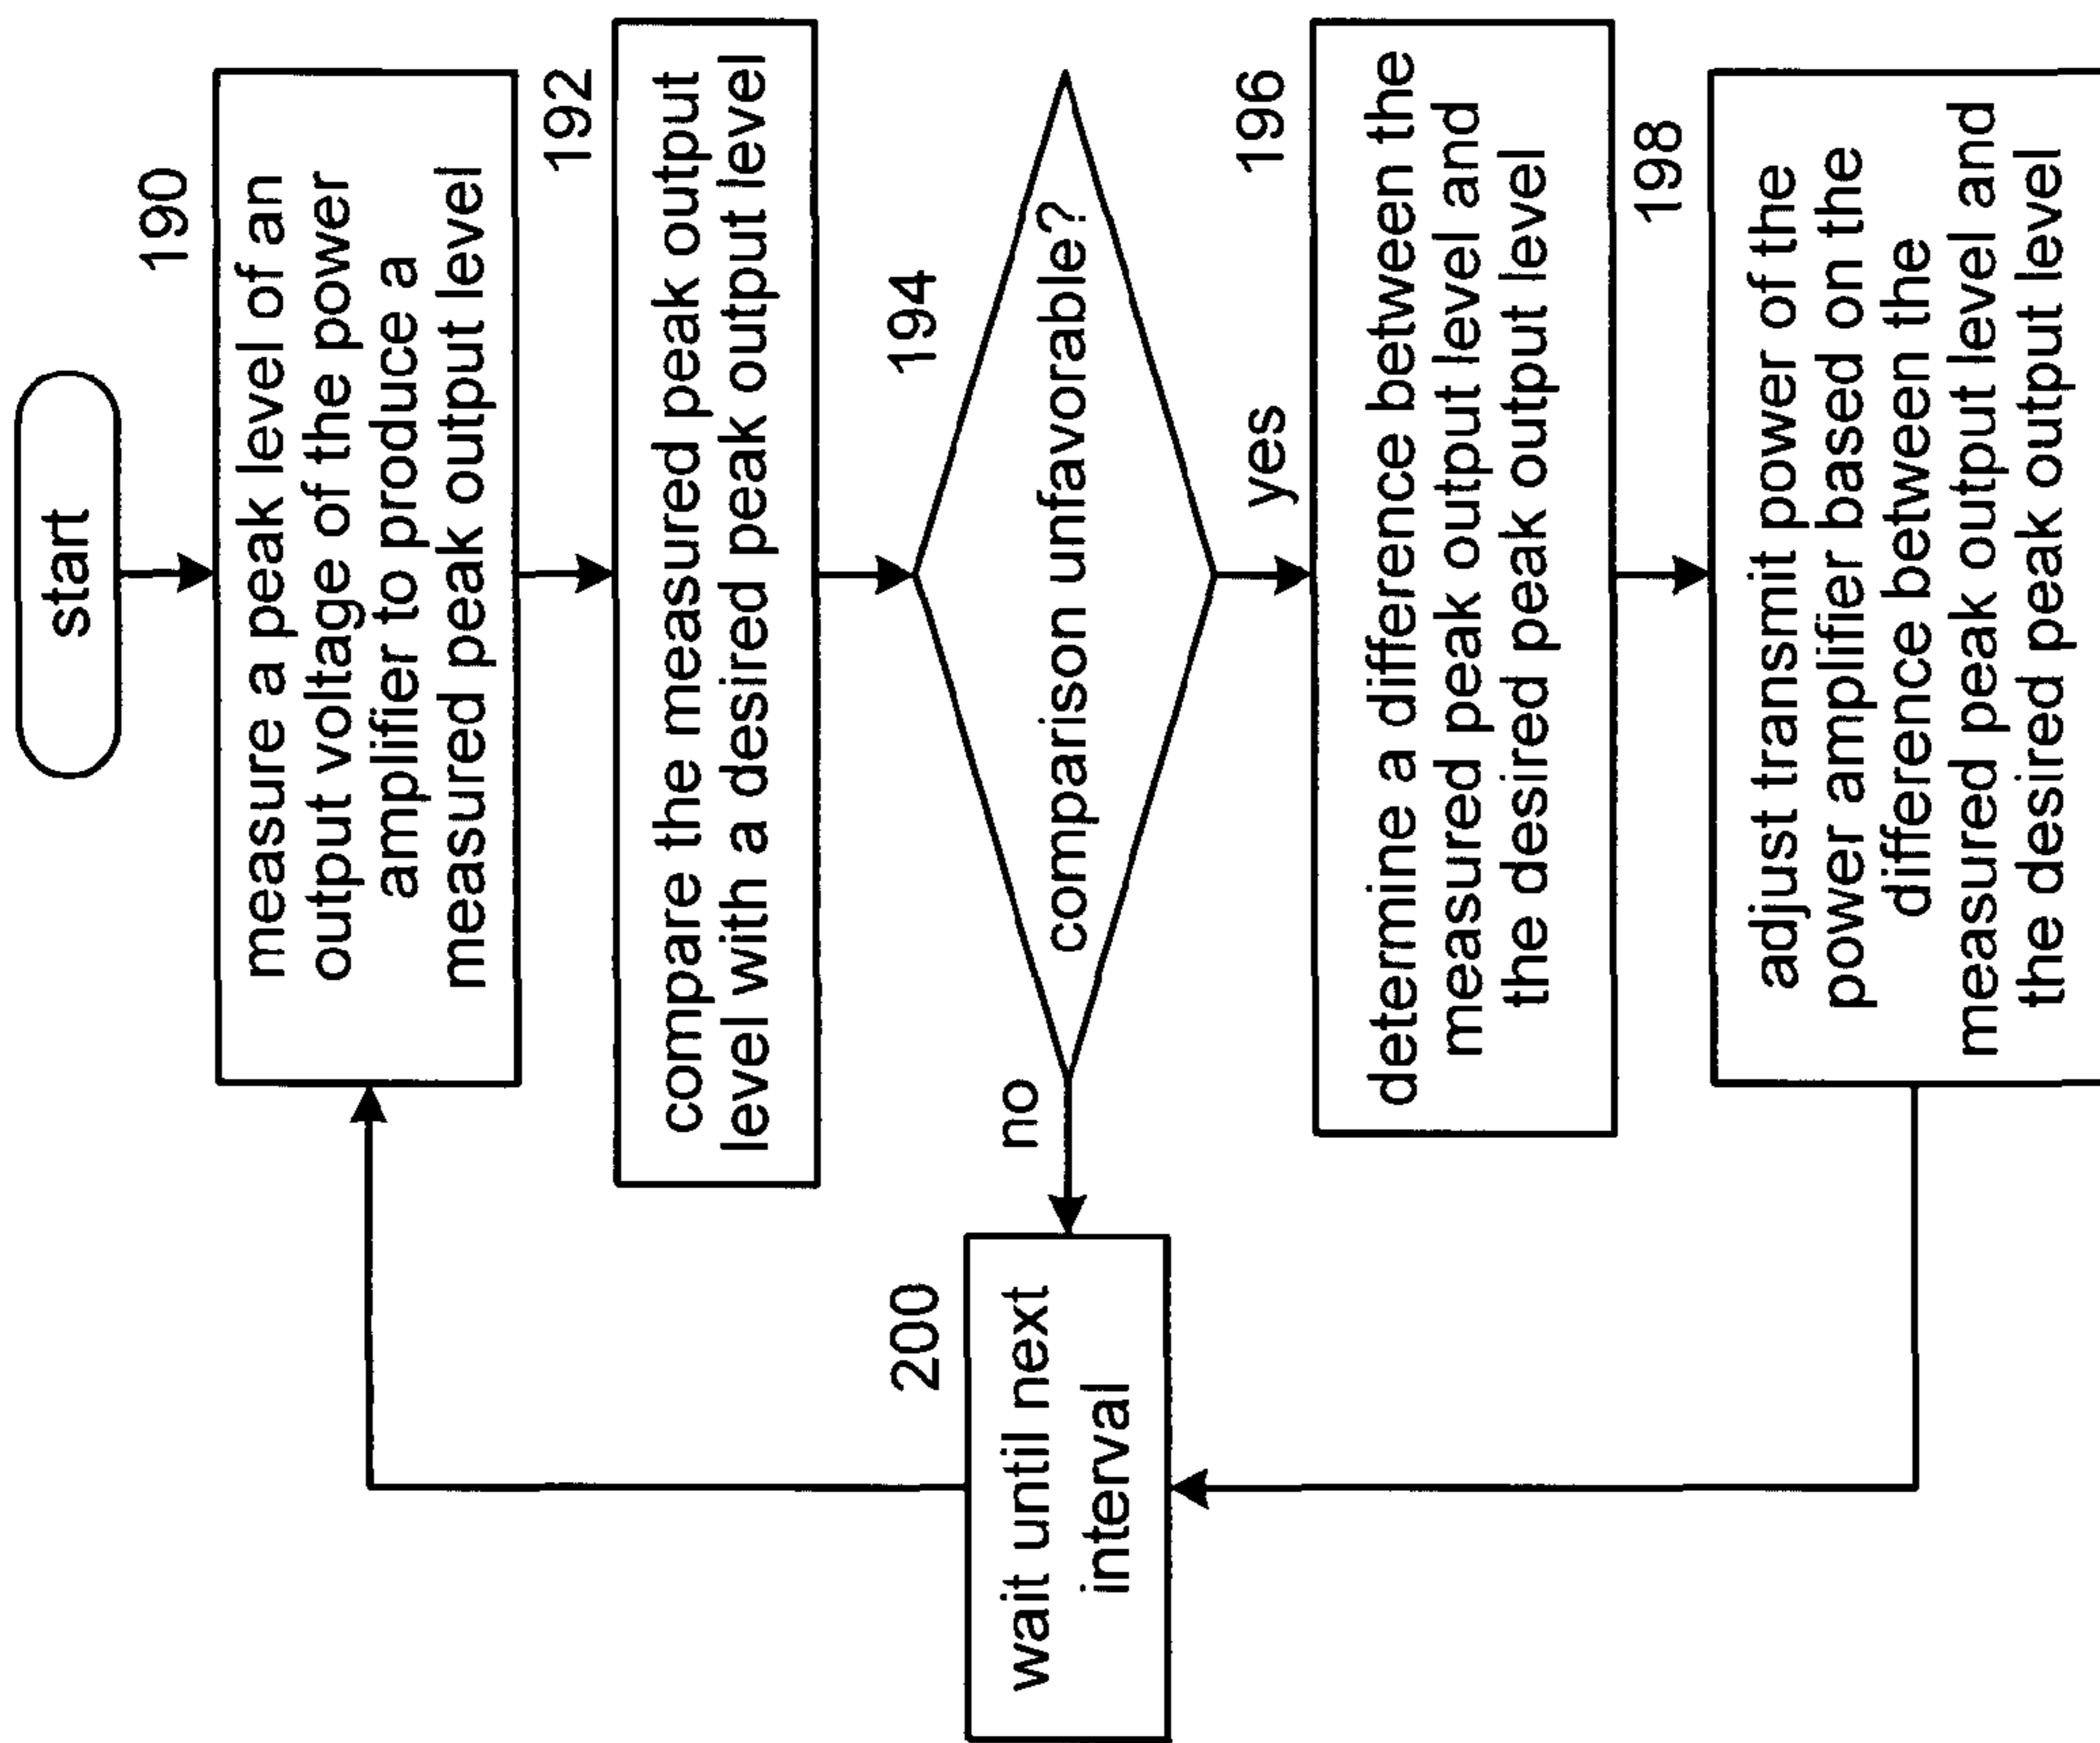 start
190
measure a peak level of an
output voltage of the power
amplifier to produce a
measured peak output level
192
compare the measured peak output
level with a desired peak output level
194
comparison unfavorable?
no
yes
200
wait until next
interval
196
determine a difference between the
measured peak output level and
the desired peak output level
198
adjust transmit power of the
power amplifier based on the
difference between the
measured peak output level and
the desired peak output level